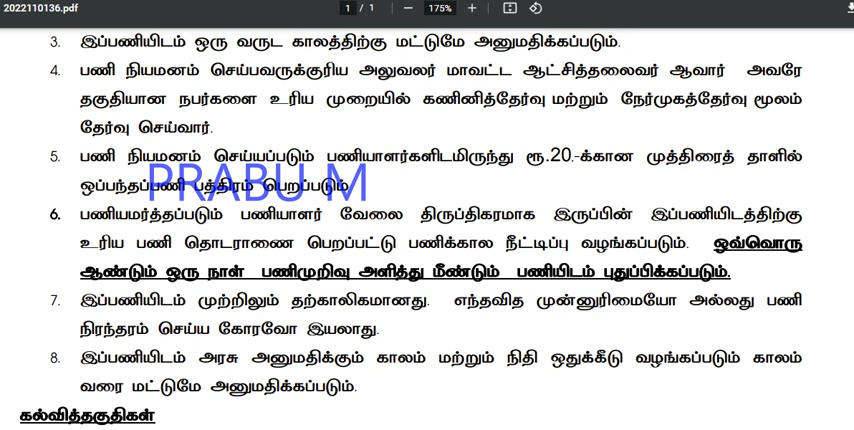 2022110136.pdf
1 / 1
175%
3. இப்பணியிடம் ஒரு வருட காலத்திற்கு மட்டுமே அனுமதிக்கப்படும்.
4. பணி நியமனம் செய்பவருக்குரிய அலுவலர் மாவட்ட ஆட்சித்தலைவர் ஆவார் அவரே
தகுதியான நபர்களை உரிய முறையில் கணினித்தேர்வு மற்றும் நேர்முகத்தேர்வு மூலம்
தேர்வு செய்வார்.
5. பணி நியமனம் செய்யப்படும் பணியாளர்களிடமிருந்து ரூ.20.-க்கான முத்திரைத் தாளில்
ஒப்பந்தப்பணி பத்திரம் பெறப்படும்
PRABU M
6. பணியமர்த்தப்படும் பணியாளர் வேலை திருப்திகரமாக இருப்பின் இப்பணியிடத்திற்கு
உரிய பணி தொடராணை பெறப்பட்டு பணிக்கால நீட்டிப்பு வழங்கப்படும். ஒவ்வொரு
ஆண்டும் ஒரு நாள் பணிமுறிவு அளித்து மீண்டும் பணியிடம் புதுப்பிக்கப்படும்.
7. இப்பணியிடம் முற்றிலும் தற்காலிகமானது. எந்தவித முன்னுரிமையோ அல்லது பணி
நிரந்தரம் செய்ய கோரவோ இயலாது.
8. இப்பணியிடம் அரசு அனுமதிக்கும் காலம் மற்றும் நிதி ஒதுக்கீடு வழங்கப்படும் காலம்
வரை மட்டுமே அனுமதிக்கப்படும்.
கல்வித்தகுதிகள்